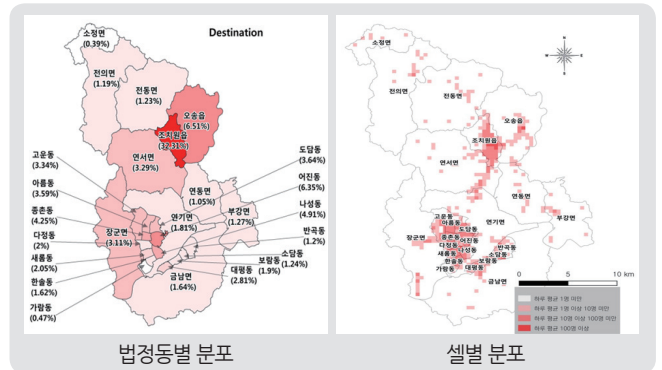 Destination
소정면
(0.39%)
전의면
(1.19%)
전동면
(1.23%)
오송읍
(6.51%)
조치원읍
(32.31%)
연서면
(3.29%)
고운동
(3.34%)
아름동
(3.59%)
종촌동
(4.25%)
다정동
(2%)
새롬동
(2.05%)
한솔동
(1.62%)
가람동
(0.47%)
장군면
(3.11%)
연기면
(1.81%)
연동면
(1.05%)
부강면
(1.27%)
금남면
(1.64%)
도담동
(3.64%)
어진동
(6.35%)
나성동
(4.91%)
반곡동
(1.2%)
소담동
(1.24%)
보람동
(1.9%)
대평동
(2.81%)
법정동별 분포
소정면
전의면
전동면
오송읍
조치원읍
연서면
연동면
연기면
부강면
고운동
아름동
도담동
장군면
종촌동
어진동
다정동
나성동
반곡동
새롬동
소담동
한솔동
보람동
가람동
대평동
금남면
N
W
E
S
0 5 10 km
하루 평균 1명 미만
하루 평균 1명 이상 10명 미만
하루 평균 10명 이상 100명 미만
하루 평균 100명 이상
셀별 분포